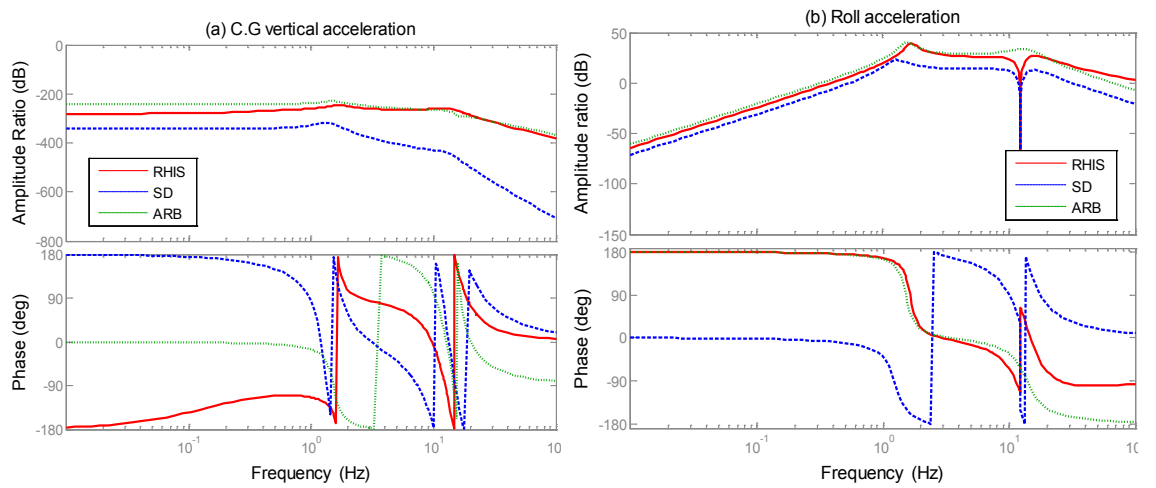 (a) C.G vertical acceleration
Amplitude Ratio (dB)
0
-200
-400
-600
-800
RHIS
SD
ARB
Phase (deg)
180
90
0
-90
-180
10^-1
10^0
10^1
10^2
Frequency (Hz)
(b) Roll acceleration
Amplitude ratio (dB)
50
0
-50
-100
-150
RHIS
SD
ARB
Phase (deg)
180
90
0
-90
-180
10^-1
10^0
10^1
10^2
Frequency (Hz)